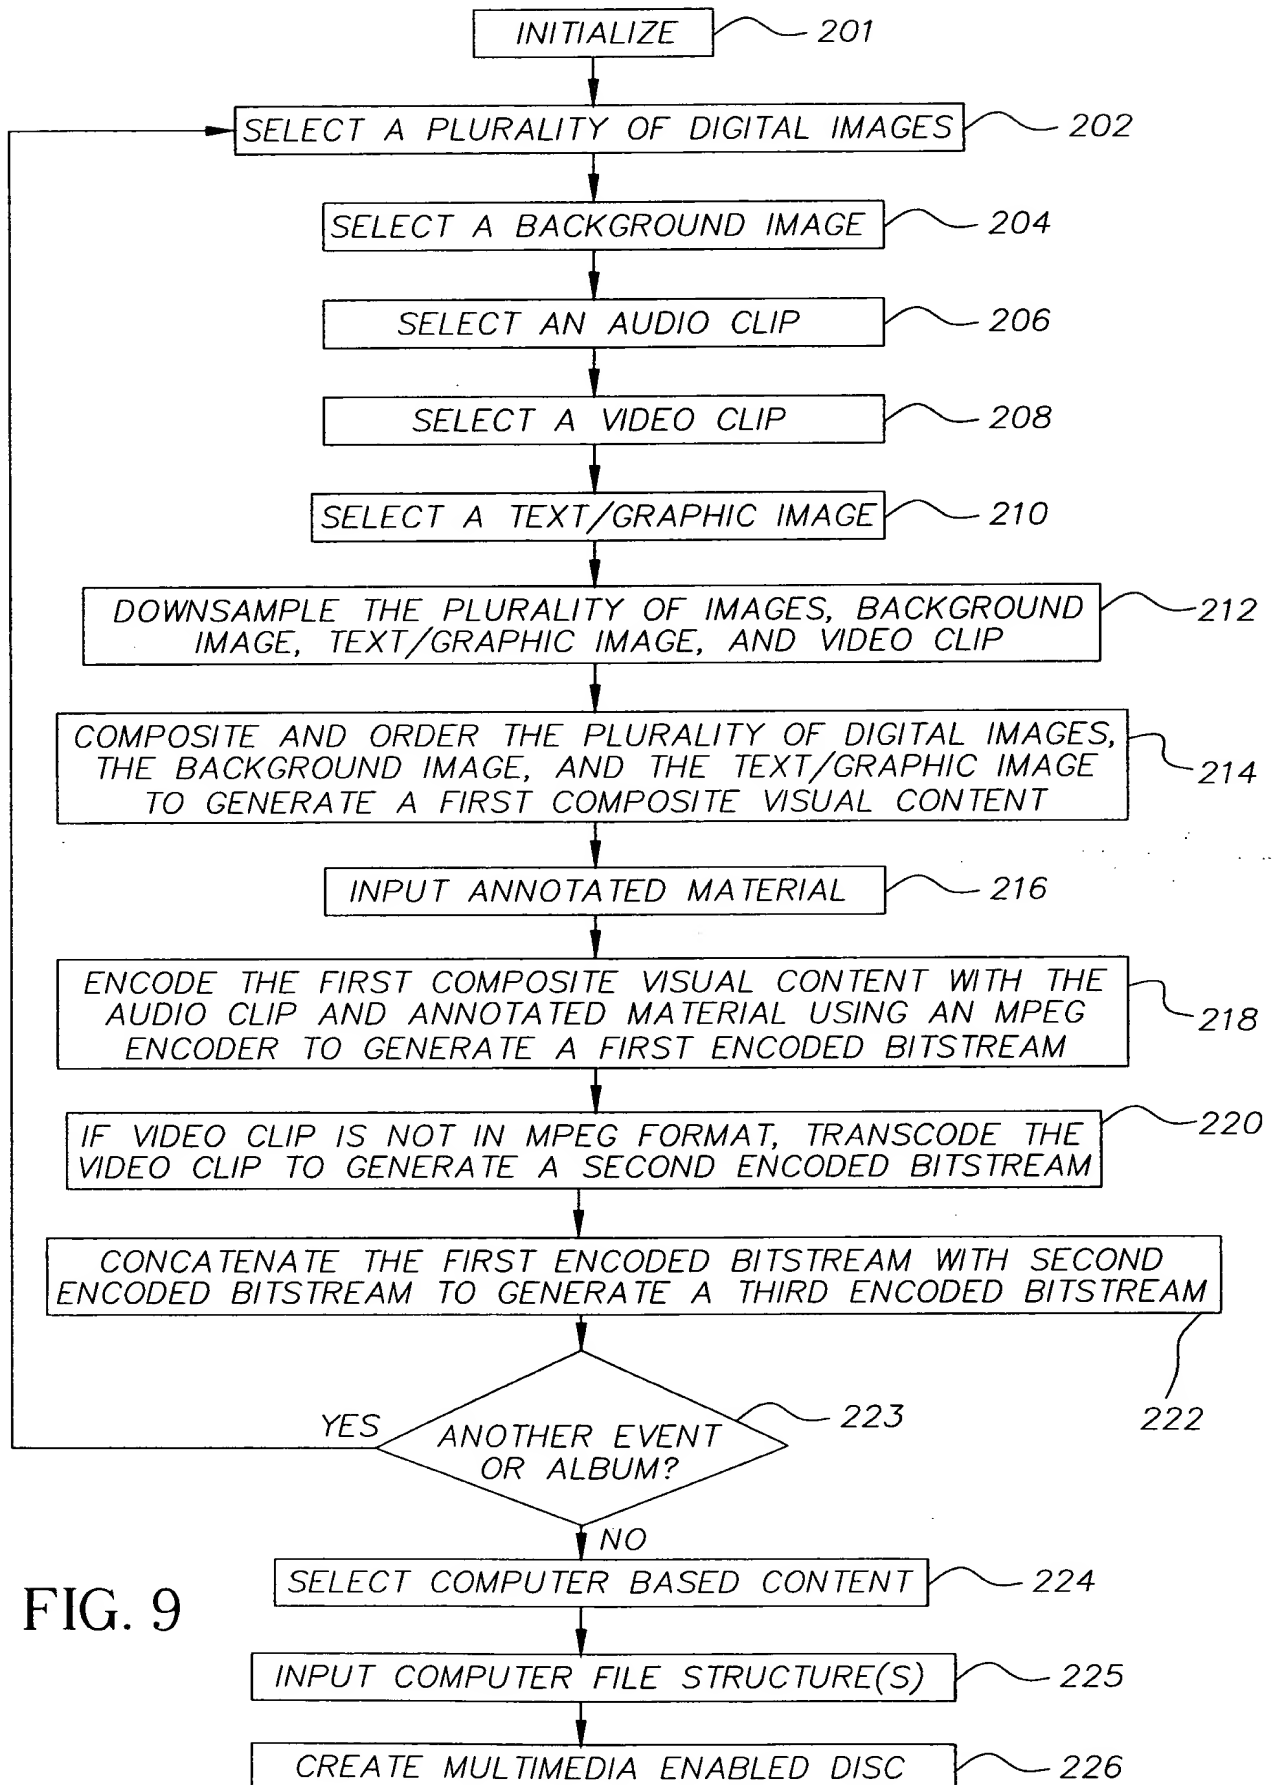 INITIALIZE 201
SELECT A PLURALITY OF DIGITAL IMAGES 202
SELECT A BACKGROUND IMAGE 204
SELECT AN AUDIO CLIP 206
SELECT A VIDEO CLIP 208
SELECT A TEXT/GRAPHIC IMAGE 210
DOWNSAMPLE THE PLURALITY OF IMAGES, BACKGROUND
IMAGE, TEXT/GRAPHIC IMAGE, AND VIDEO CLIP
212
COMPOSITE AND ORDER THE PLURALITY OF DIGITAL IMAGES,
THE BACKGROUND IMAGE, AND THE TEXT/GRAPHIC IMAGE
TO GENERATE A FIRST COMPOSITE VISUAL CONTENT
214
INPUT ANNOTATED MATERIAL 216
ENCODE THE FIRST COMPOSITE VISUAL CONTENT WITH THE
AUDIO CLIP AND ANNOTATED MATERIAL USING AN MPEG
ENCODER TO GENERATE A FIRST ENCODED BITSTREAM
218
IF VIDEO CLIP IS NOT IN MPEG FORMAT, TRANSCODE THE
VIDEO CLIP TO GENERATE A SECOND ENCODED BITSTREAM
220
CONCATENATE THE FIRST ENCODED BITSTREAM WITH SECOND
ENCODED BITSTREAM TO GENERATE A THIRD ENCODED BITSTREAM
222
YES
ANOTHER EVENT
OR ALBUM?
223
NO
SELECT COMPUTER BASED CONTENT 224
FIG. 9
INPUT COMPUTER FILE STRUCTURE(S) 225
CREATE MULTIMEDIA ENABLED DISC 226